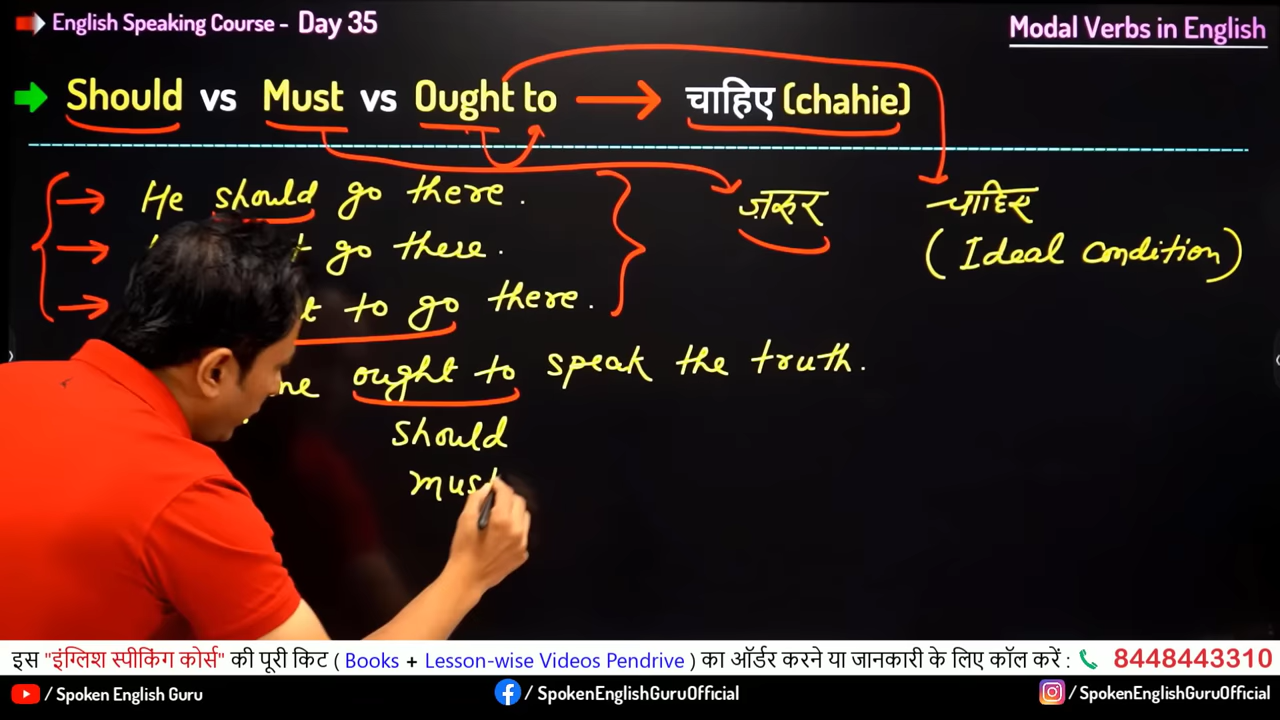 English Speaking Course - Day 35
Modal Verbs in English
Should vs Must vs Ought to चाहिए (chahie)
He should go there.
go there.
to go there.
ought to speak the truth.
should
must
ज़रूर
चाहिए
(Ideal condition)
इस "इंग्लिश स्पीकिंग कोर्स" की पूरी किट ( Books + Lesson-wise Videos Pendrive ) का ऑर्डर करने या जानकारी के लिए कॉल करें : 8448443310
/ Spoken English Guru
/ SpokenEnglishGuruOfficial
/ SpokenEnglishGuruOfficial